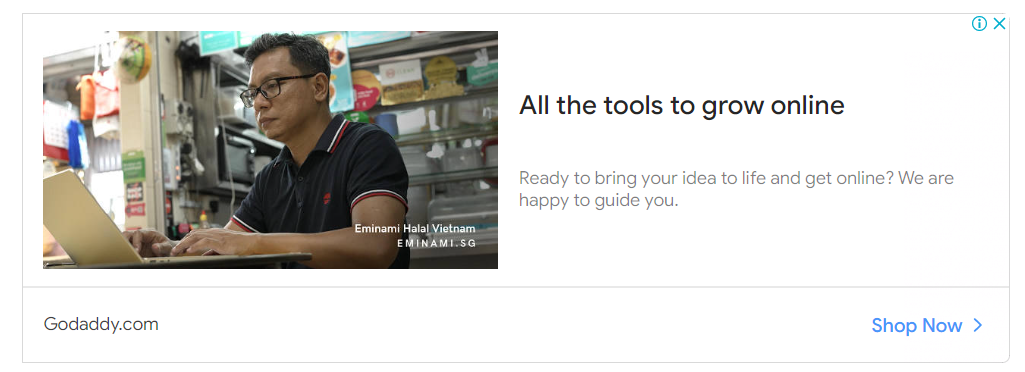 All the tools to grow online
Ready to bring your idea to life and get online? We are
happy to guide you.
Eminami Halal Vietnam
EMINAMI.SG
Godaddy.com
Shop Now